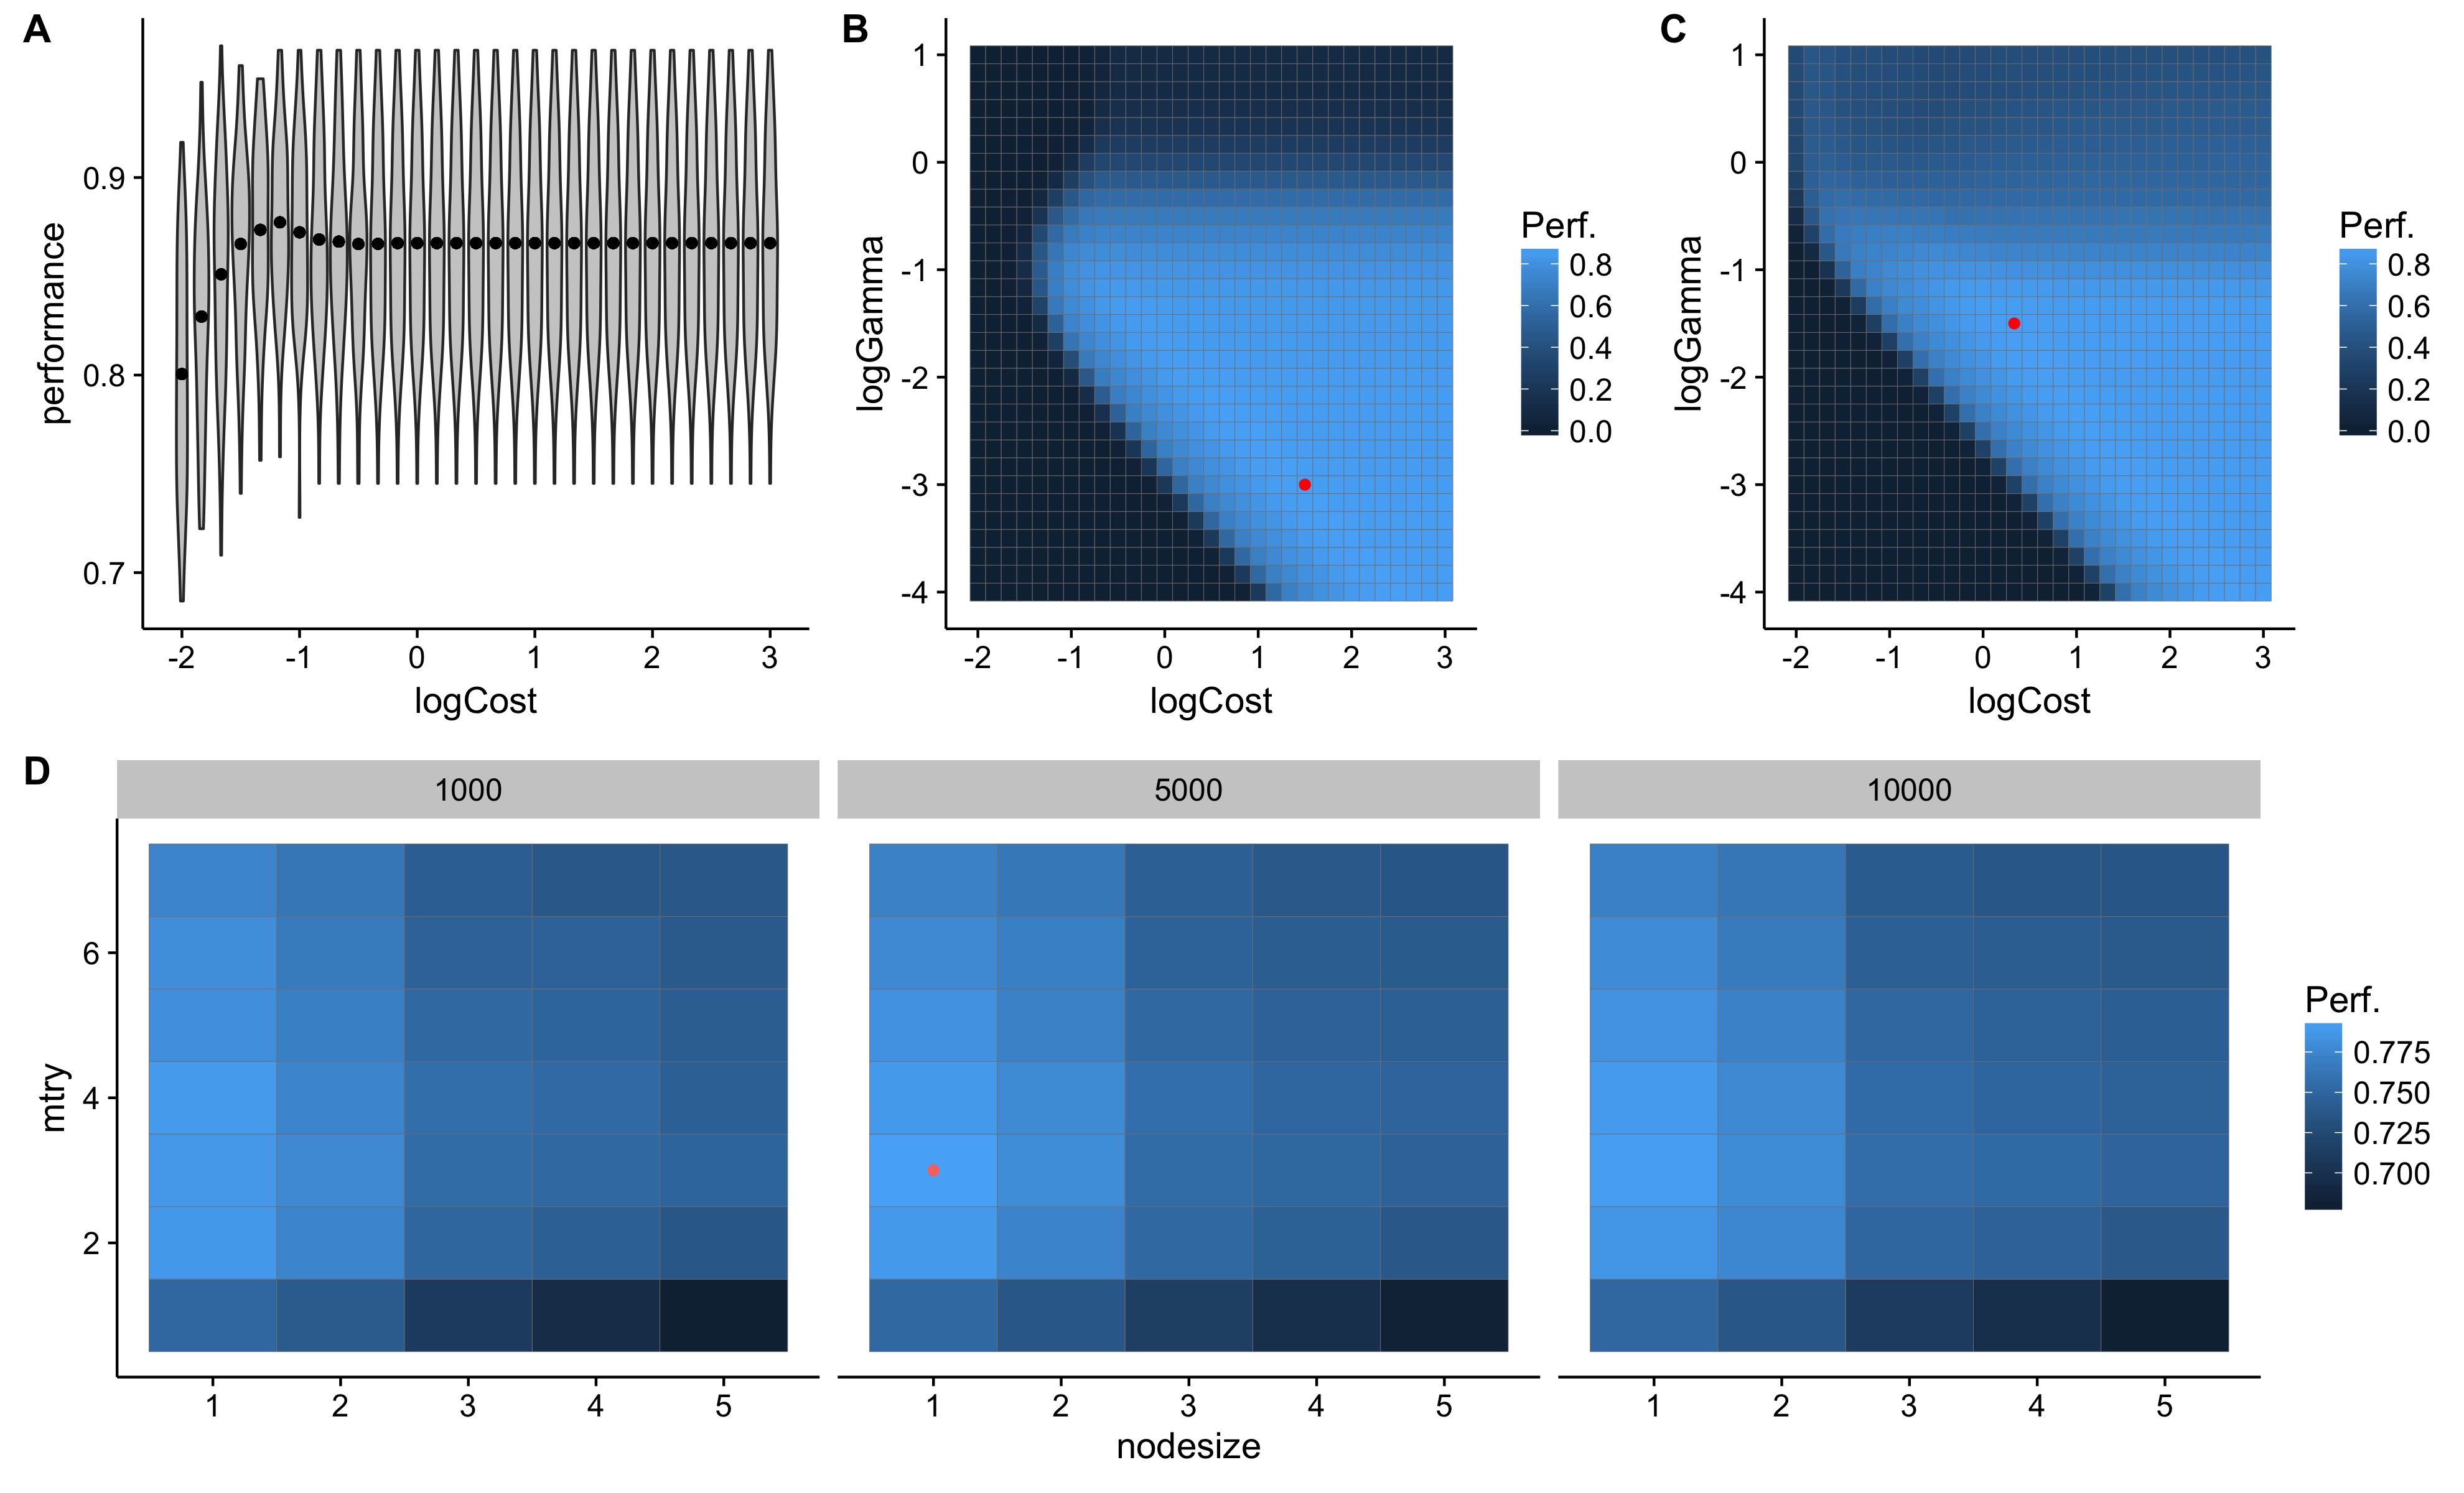 A
performance
0.9
0.8
0.7
-2 -1 0 1 2 3
logCost
B
logGamma
1
0
-1
-2
-3
-4
-2 -1 0 1 2 3
logCost
Perf.
0.8
0.6
0.4
0.2
0.0
C
logGamma
1
0
-1
-2
-3
-4
-2 -1 0 1 2 3
logCost
Perf.
0.8
0.6
0.4
0.2
0.0
D
1000 5000 10000
mtry
6
4
2
1 2 3 4 5 1 2 3 4 5 1 2 3 4 5
nodesize
Perf.
0.775
0.750
0.725
0.700